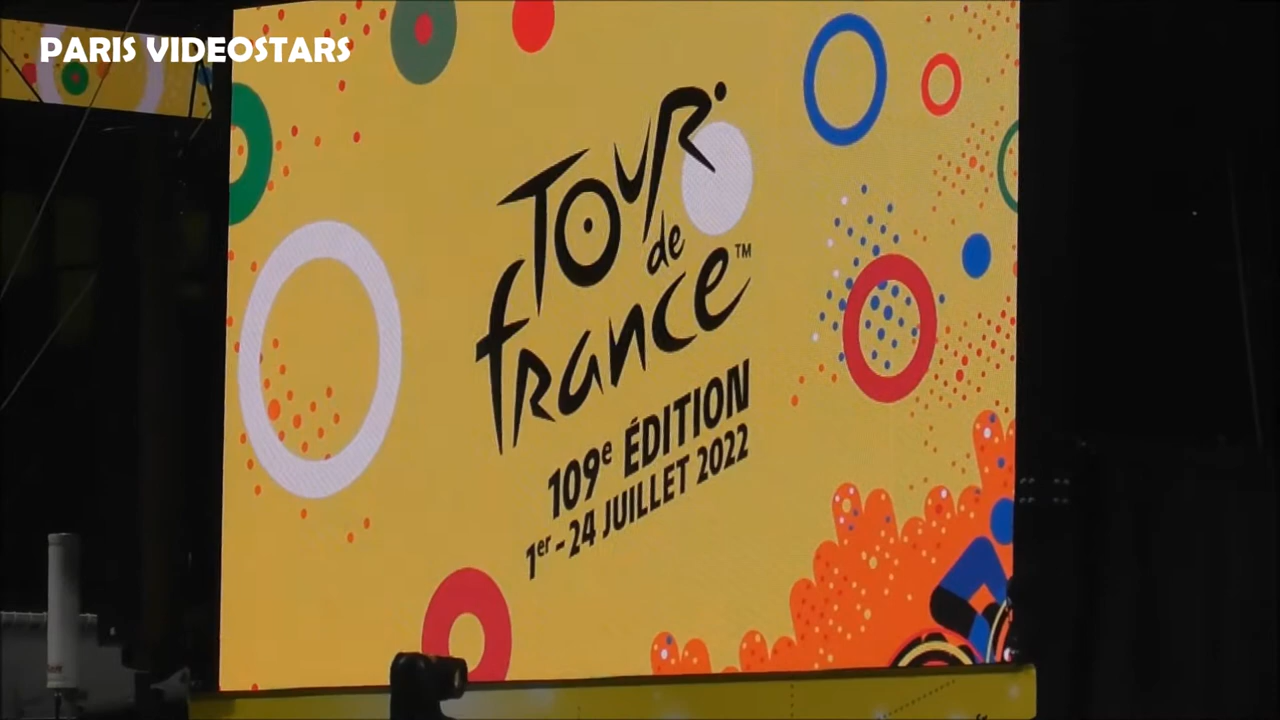 PARIS VIDEOSTARS
TOUR
de
france™
109e ÉDITION
1er - 24 JUILLET 2022